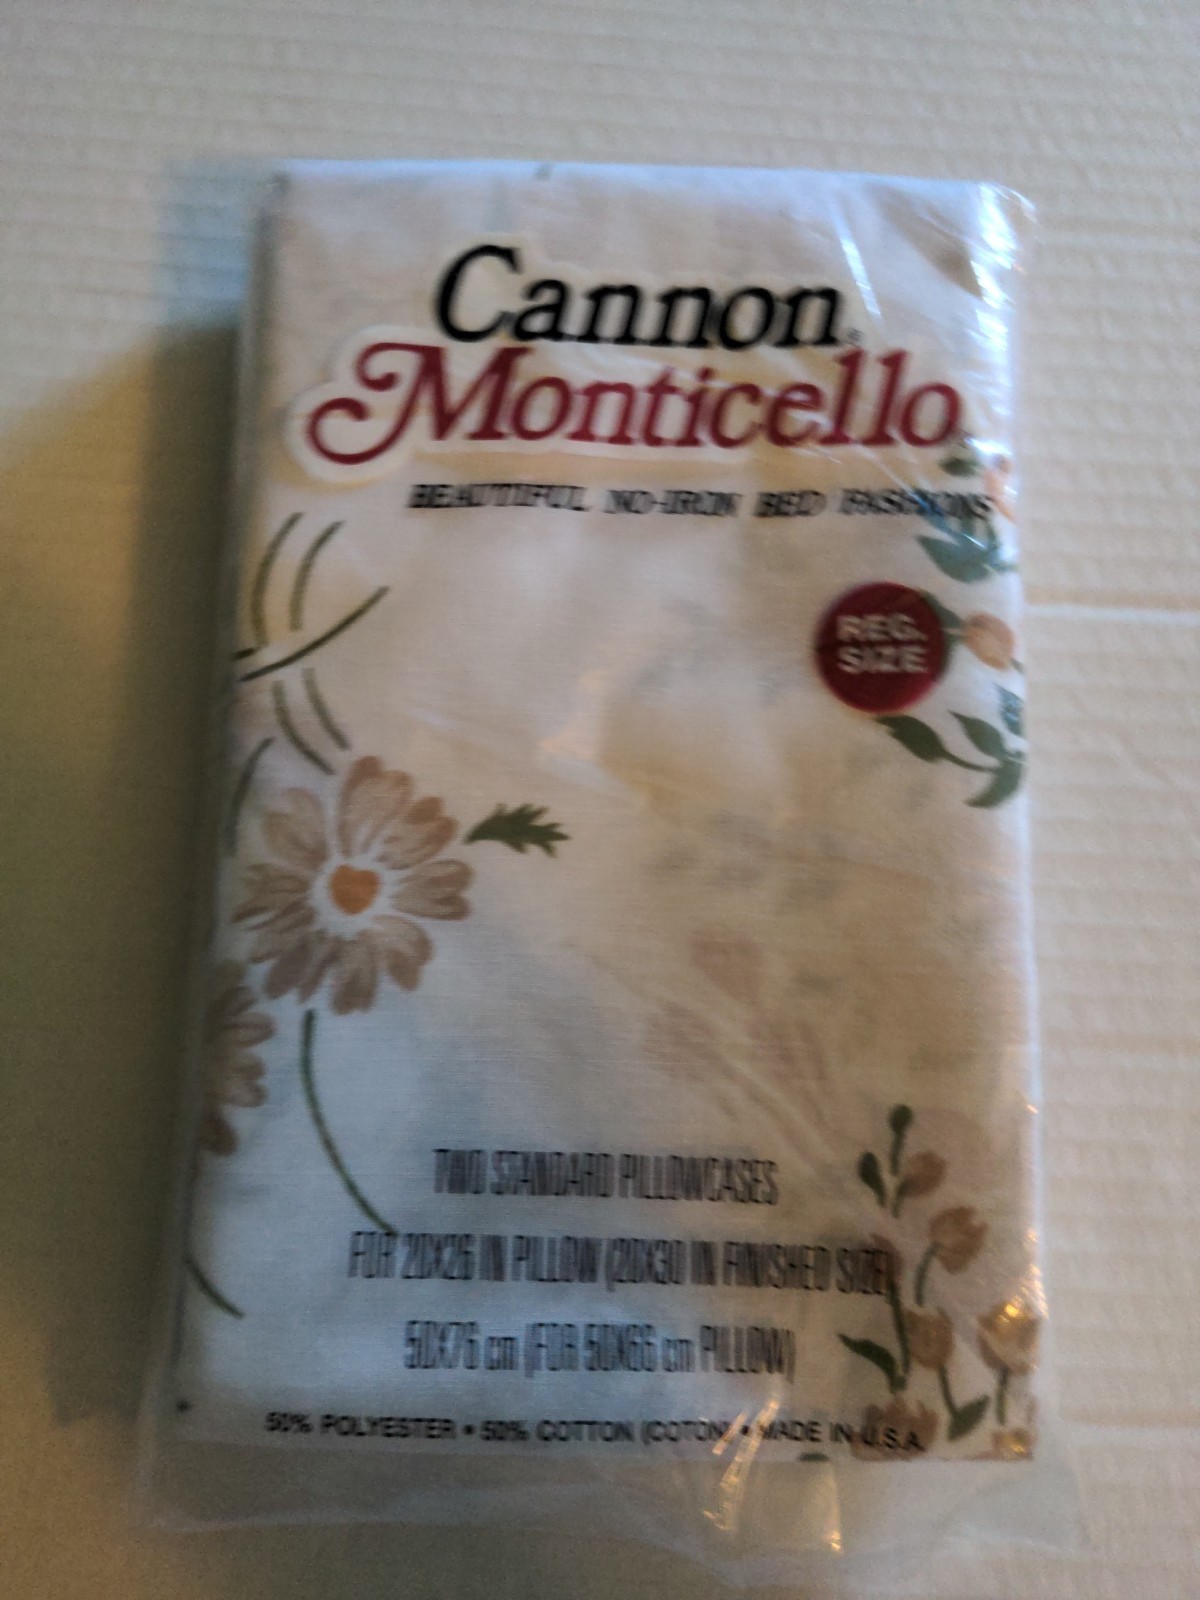 Cannon®
Monticello®
BEAUTIFUL NO-IRON BED FASHIONS
REG.
SIZE
TWO STANDARD PILLOWCASES
FOR 20X26 IN PILLOW (20X30 IN FINISHED SIZE)
50X76 cm (FOR 50X66 cm PILLOW)
50% POLYESTER • 50% COTTON (COTON) • MADE IN U.S.A.